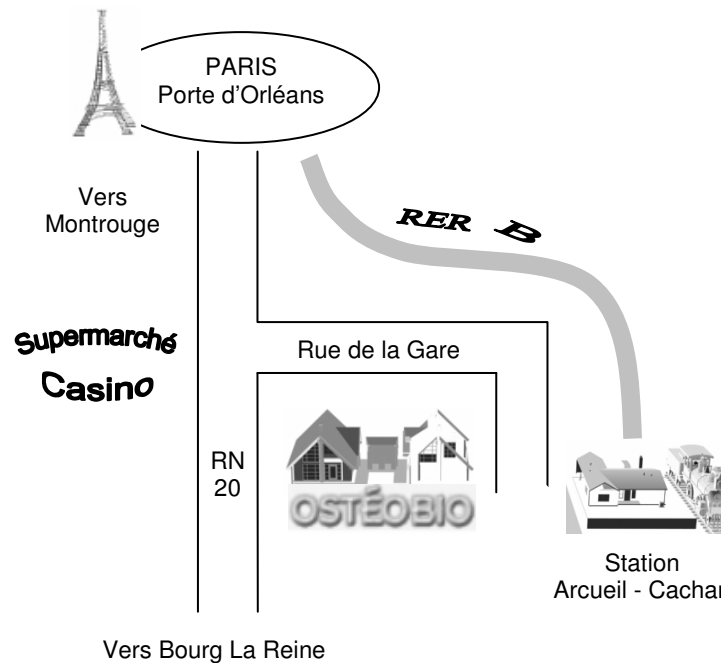 PARIS
Porte d'Orléans
Vers
Montrouge
RER B
Supermarché
Casino
Rue de la Gare
RN
20
OSTÉOBIO
Station
Arcueil - Cachan
Vers Bourg La Reine